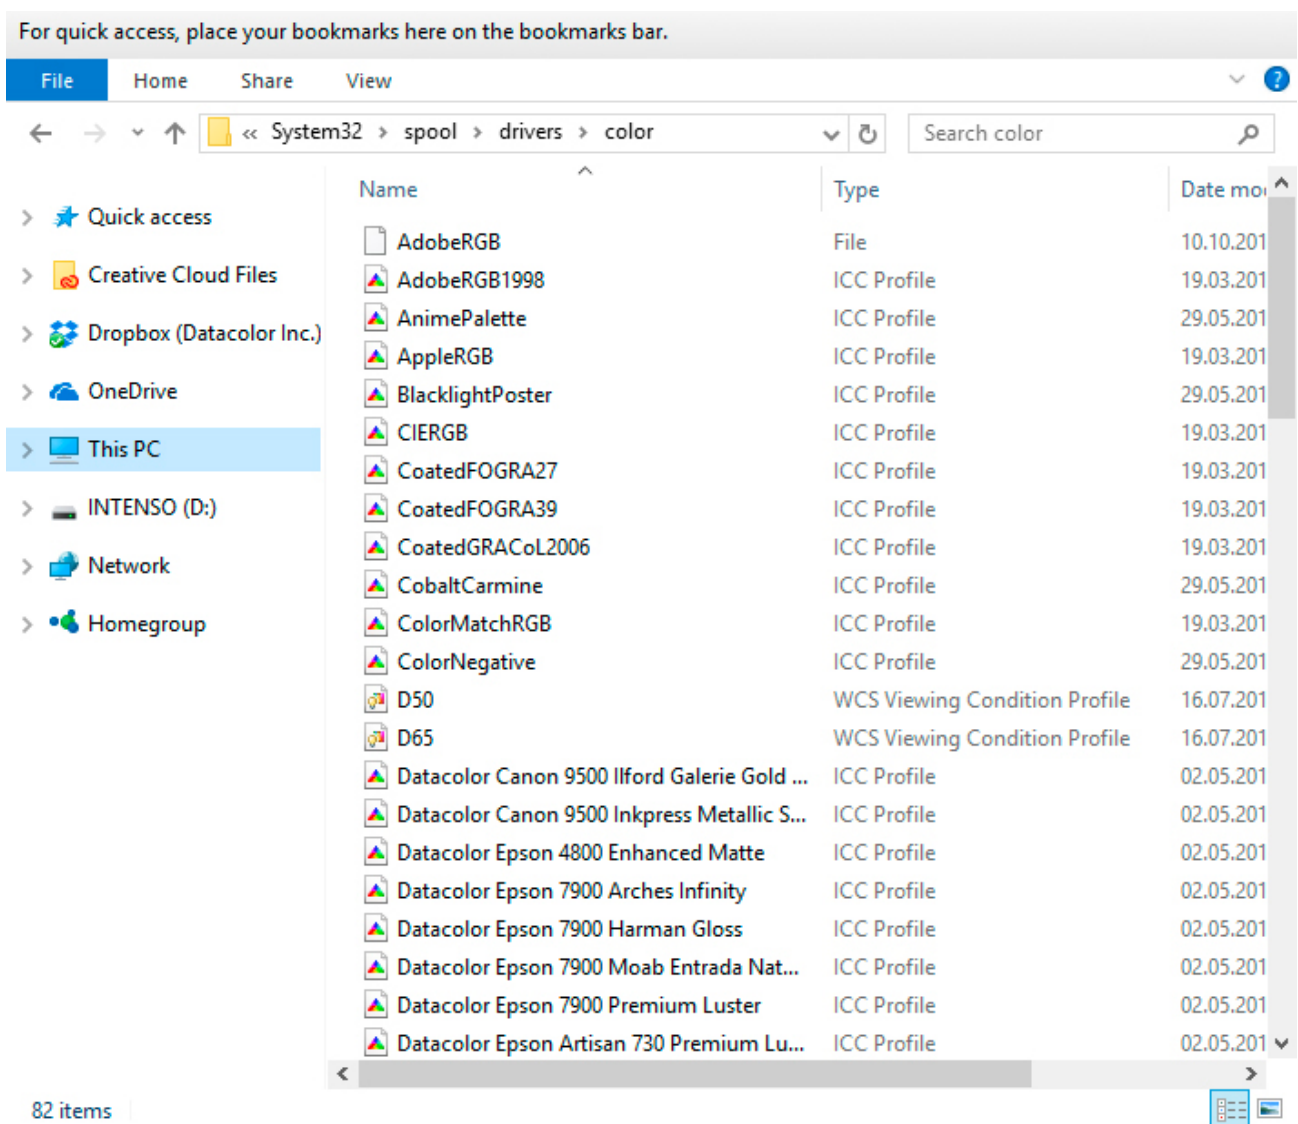 For quick access, place your bookmarks here on the bookmarks bar.
File Home Share View
« System32 > spool > drivers > color Search color
Name Type Date mo
Quick access
Creative Cloud Files
Dropbox (Datacolor Inc.)
OneDrive
This PC
INTENSO (D:)
Network
Homegroup
AdobeRGB File 10.10.201
AdobeRGB1998 ICC Profile 19.03.201
AnimePalette ICC Profile 29.05.201
AppleRGB ICC Profile 19.03.201
BlacklightPoster ICC Profile 29.05.201
CIERGB ICC Profile 19.03.201
CoatedFOGRA27 ICC Profile 19.03.201
CoatedFOGRA39 ICC Profile 19.03.201
CoatedGRACoL2006 ICC Profile 19.03.201
CobaltCarmine ICC Profile 29.05.201
ColorMatchRGB ICC Profile 19.03.201
ColorNegative ICC Profile 29.05.201
D50 WCS Viewing Condition Profile 16.07.201
D65 WCS Viewing Condition Profile 16.07.201
Datacolor Canon 9500 Ilford Galerie Gold ... ICC Profile 02.05.201
Datacolor Canon 9500 Inkpress Metallic S... ICC Profile 02.05.201
Datacolor Epson 4800 Enhanced Matte ICC Profile 02.05.201
Datacolor Epson 7900 Arches Infinity ICC Profile 02.05.201
Datacolor Epson 7900 Harman Gloss ICC Profile 02.05.201
Datacolor Epson 7900 Moab Entrada Nat... ICC Profile 02.05.201
Datacolor Epson 7900 Premium Luster ICC Profile 02.05.201
Datacolor Epson Artisan 730 Premium Lu... ICC Profile 02.05.201
82 items